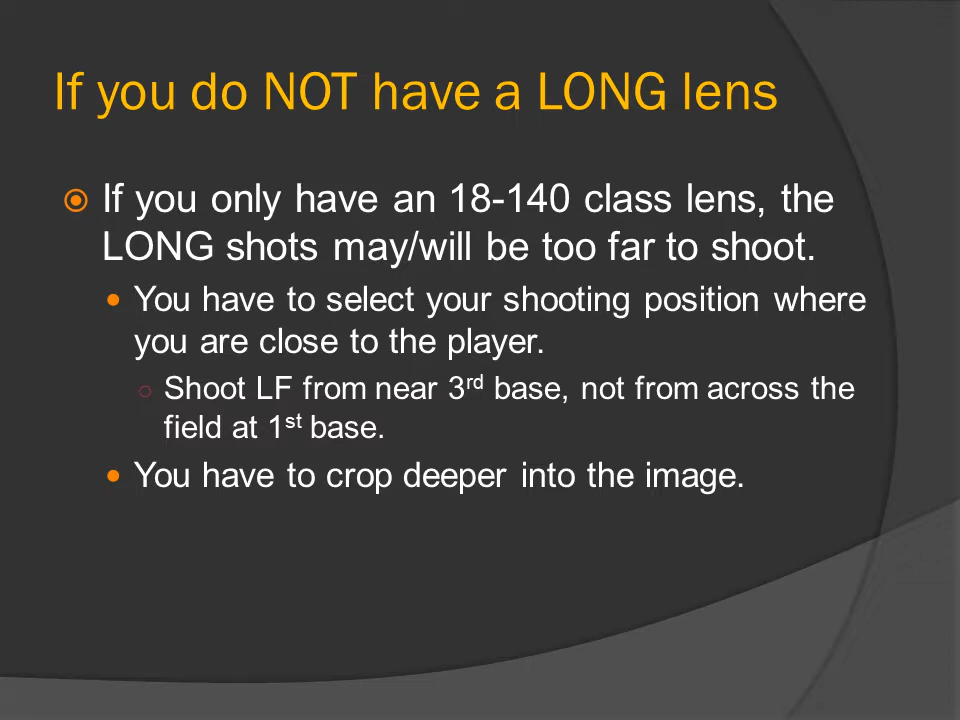 If you do NOT have a LONG lens
If you only have an 18-140 class lens, the
LONG shots may/will be too far to shoot.
You have to select your shooting position where
you are close to the player.
Shoot LF from near 3rd base, not from across the
field at 1st base.
You have to crop deeper into the image.